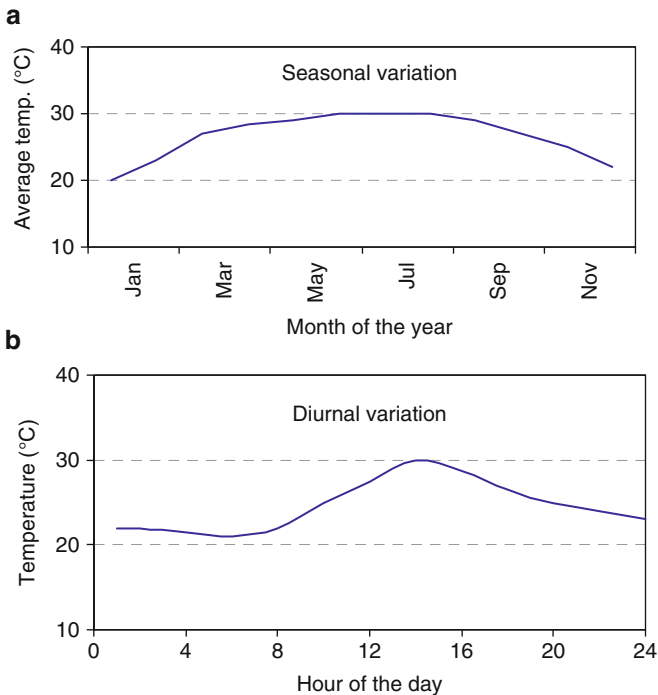 a
Average temp. (°C)
40
30
20
10
Seasonal variation
Jan
Mar
May
Jul
Sep
Nov
Month of the year
b
Temperature (°C)
40
30
20
10
Diurnal variation
0
4
8
12
16
20
24
Hour of the day